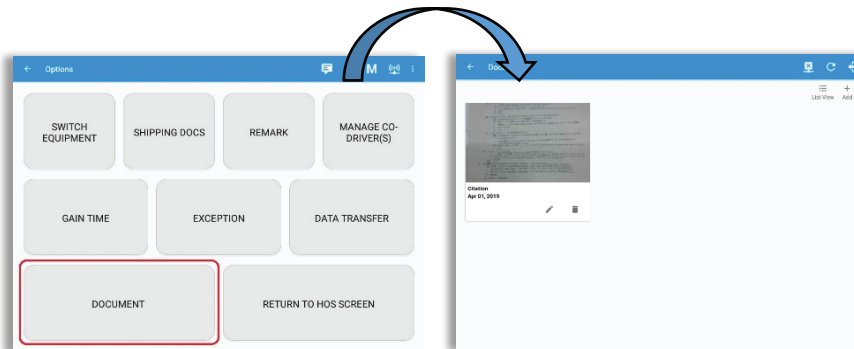 Options
M
SWITCH
EQUIPMENT
SHIPPING DOCS
REMARK
MANAGE CO-
DRIVER(S)
GAIN TIME
EXCEPTION
DATA TRANSFER
DOCUMENT
RETURN TO HOS SCREEN
List View
Add
Citation
Apr 01, 2019